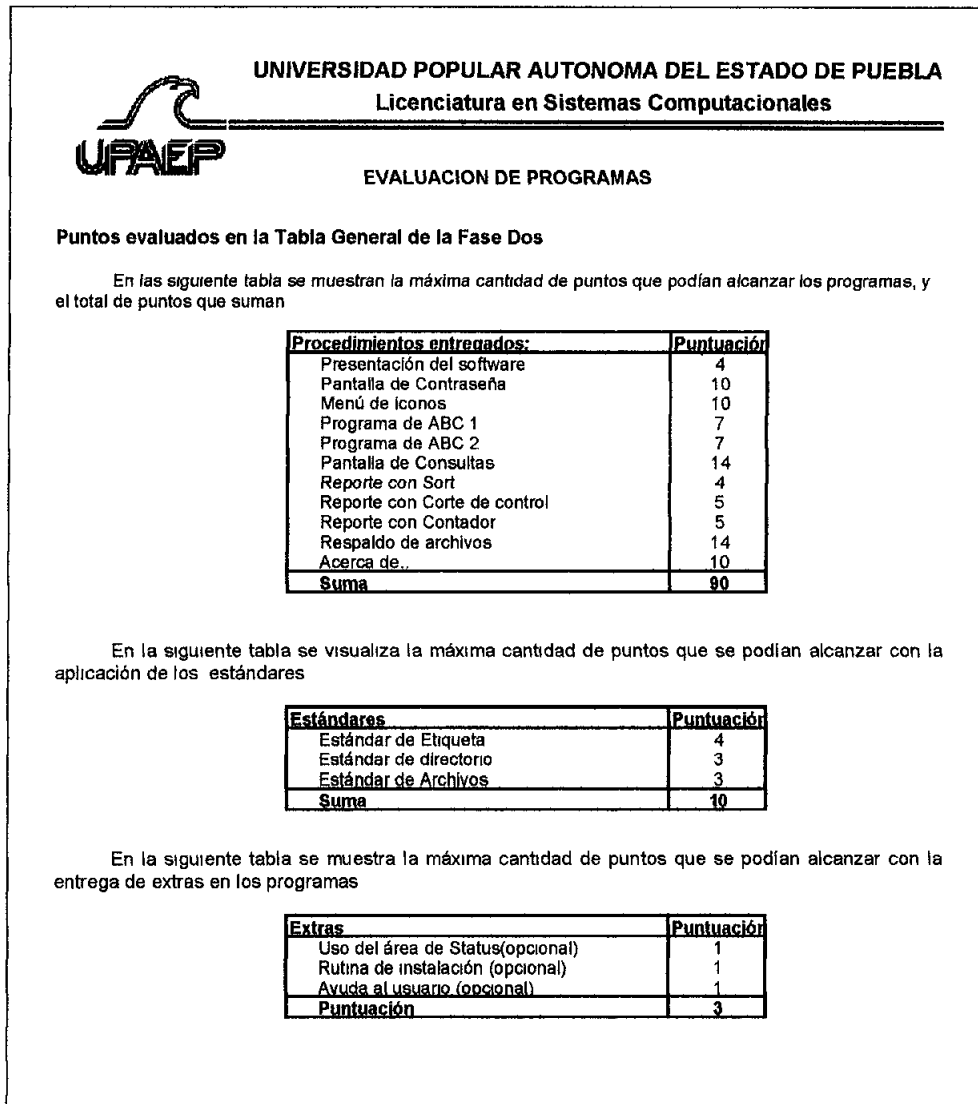 UNIVERSIDAD POPULAR AUTONOMA DEL ESTADO DE PUEBLA
Licenciatura en Sistemas Computacionales
UPAEP
EVALUACION DE PROGRAMAS
Puntos evaluados en la Tabla General de la Fase Dos
En las siguiente tabla se muestran la máxima cantidad de puntos que podían alcanzar los programas, y
el total de puntos que suman
Procedimientos entregados: Puntuación
Presentación del software 4
Pantalla de Contraseña 10
Menú de iconos 10
Programa de ABC 1 7
Programa de ABC 2 7
Pantalla de Consultas 14
Reporte con Sort 4
Reporte con Corte de control 5
Reporte con Contador 5
Respaldo de archivos 14
Acerca de.. 10
Suma 90
En la siguiente tabla se visualiza la máxima cantidad de puntos que se podían alcanzar con la
aplicación de los estándares
Estándares Puntuación
Estándar de Etiqueta 4
Estándar de directorio 3
Estándar de Archivos 3
Suma 10
En la siguiente tabla se muestra la máxima cantidad de puntos que se podían alcanzar con la
entrega de extras en los programas
Extras Puntuación
Uso del área de Status(opcional) 1
Rutina de instalación (opcional) 1
Ayuda al usuario (opcional) 1
Puntuación 3